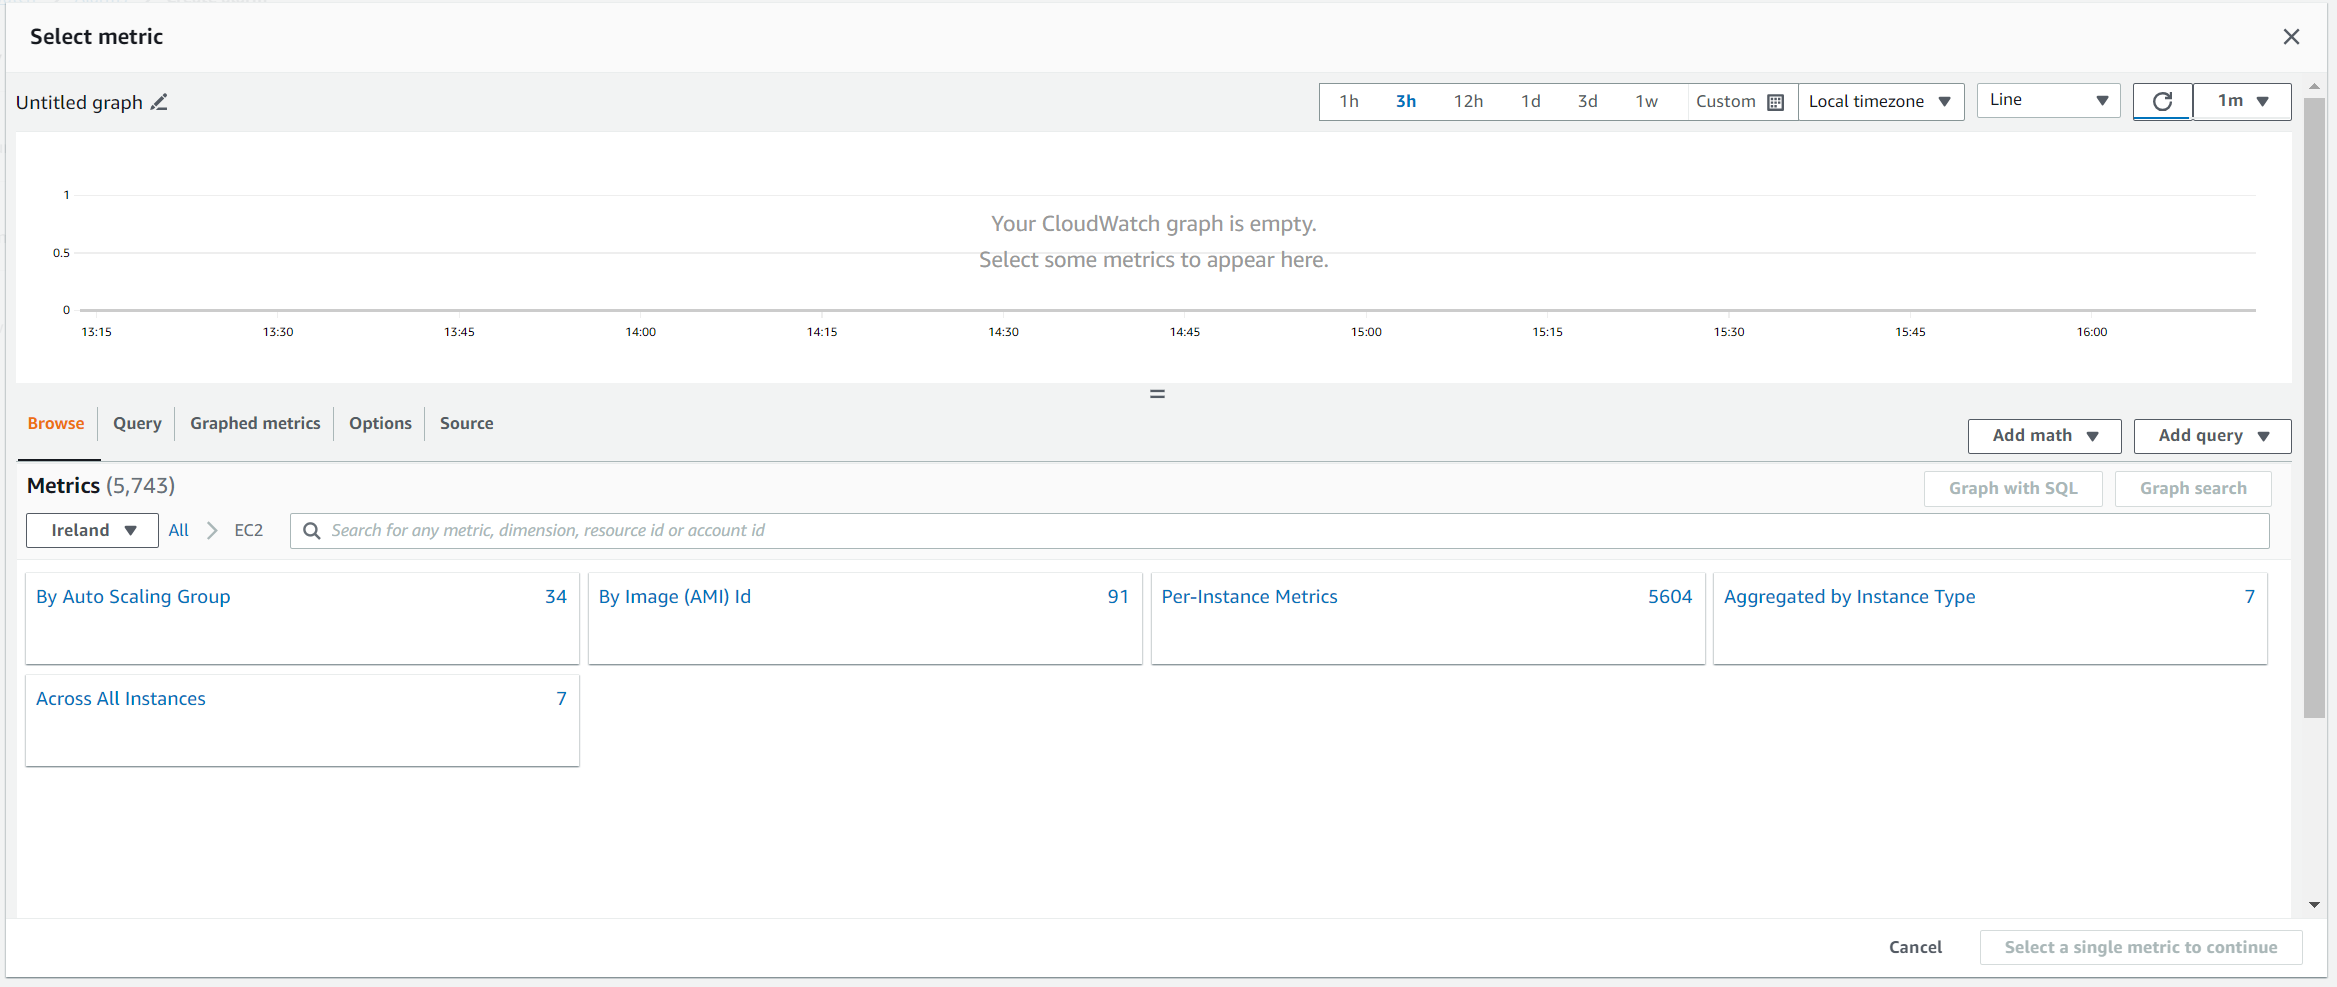 Select metric
Untitled graph
1h 3h 12h 1d 3d 1w Custom Local timezone Line 1m
1
0.5
0
Your CloudWatch graph is empty.
Select some metrics to appear here.
13:15 13:30 13:45 14:00 14:15 14:30 14:45 15:00 15:15 15:30 15:45 16:00
Browse Query Graphed metrics Options Source
Add math Add query
Metrics (5,743)
Graph with SQL Graph search
Ireland All EC2 Search for any metric, dimension, resource id or account id
By Auto Scaling Group 34
By Image (AMI) Id 91
Per-Instance Metrics 5604
Aggregated by Instance Type 7
Across All Instances 7
Cancel Select a single metric to continue